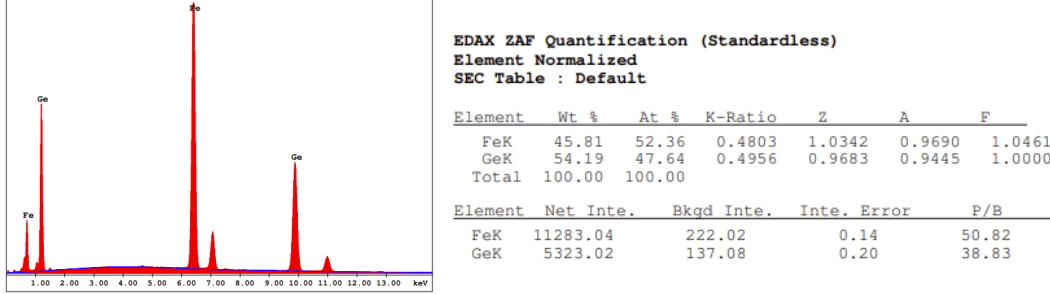 Fe
Ge
Ge
Fe
1.00 2.00 3.00 4.00 5.00 6.00 7.00 8.00 9.00 10.00 11.00 12.00 13.00 keV
EDAX ZAF Quantification (Standardless)
Element Normalized
SEC Table : Default
Element Wt % At % K-Ratio Z A F
FeK 45.81 52.36 0.4803 1.0342 0.9690 1.0461
GeK 54.19 47.64 0.4956 0.9683 0.9445 1.0000
Total 100.00 100.00
Element Net Inte. Bkgd Inte. Inte. Error P/B
FeK 11283.04 222.02 0.14 50.82
GeK 5323.02 137.08 0.20 38.83